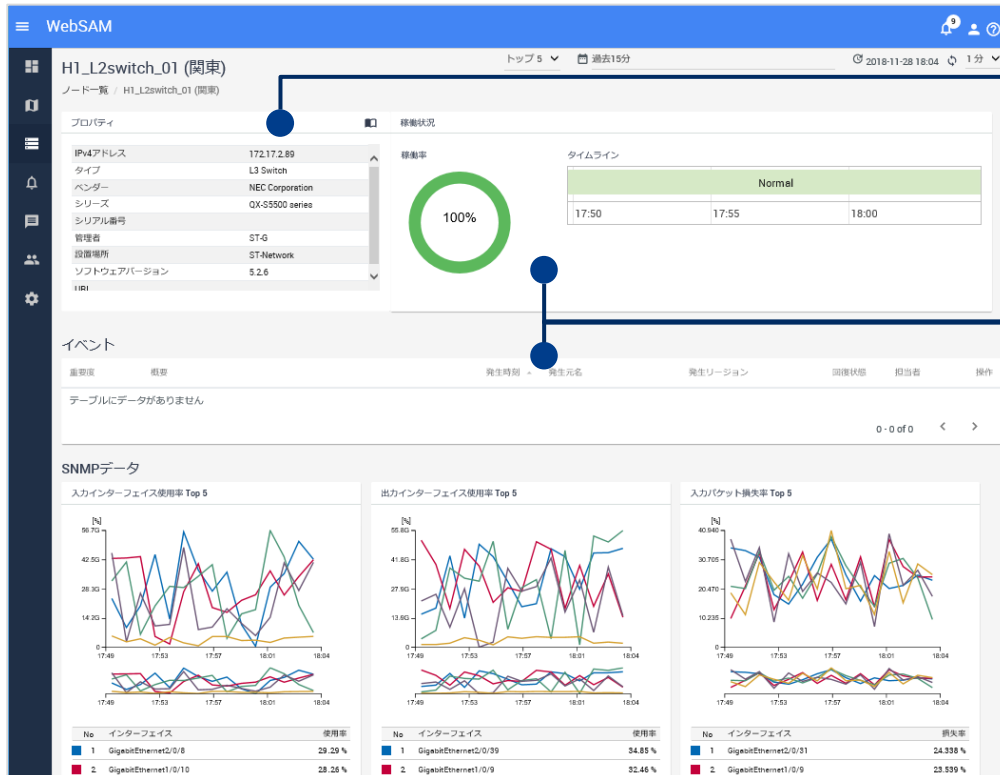 WebSAM
9
H1_L2switch_01 (関東)
トップ 5
過去15分
2018-11-28 18:04
1 分
ノード一覧 / H1_L2switch_01 (関東)
プロパティ
稼働状況
IPv4アドレス 172.17.2.89
タイプ L3 Switch
ベンダー NEC Corporation
シリーズ QX-S5500 series
シリアル番号
管理者 ST-G
設置場所 ST-Network
ソフトウェアバージョン 5.2.6
URL
稼働率
100%
タイムライン
Normal
17:50 17:55 18:00
イベント
重要度 概要 発生時刻 発生元名 発生リージョン 回復状態 担当者 操作
テーブルにデータがありません
0 - 0 of 0
SNMPデータ
入力インターフェイス使用率 Top 5
[%]
56.7G
42.5G
28.3G
14.2G
0
17:49 17:53 17:57 18:01 18:04
17:49 17:53 17:57 18:01 18:04
No インターフェイス 使用率
1 GigabitEthernet2/0/8 29.29 %
2 GigabitEthernet1/0/10 28.26 %
出力インターフェイス使用率 Top 5
[%]
55.8G
41.8G
27.9G
13.8G
0
17:49 17:53 17:57 18:01 18:04
17:49 17:53 17:57 18:01 18:04
No インターフェイス 使用率
1 GigabitEthernet2/0/39 34.85 %
2 GigabitEthernet1/0/9 32.46 %
入力パケット損失率 Top 5
[%]
40.940
30.705
20.470
10.235
0
17:49 17:53 17:57 18:01 18:04
17:49 17:53 17:57 18:01 18:04
No インターフェイス 損失率
1 GigabitEthernet2/0/31 24.338 %
2 GigabitEthernet1/0/9 23.539 %